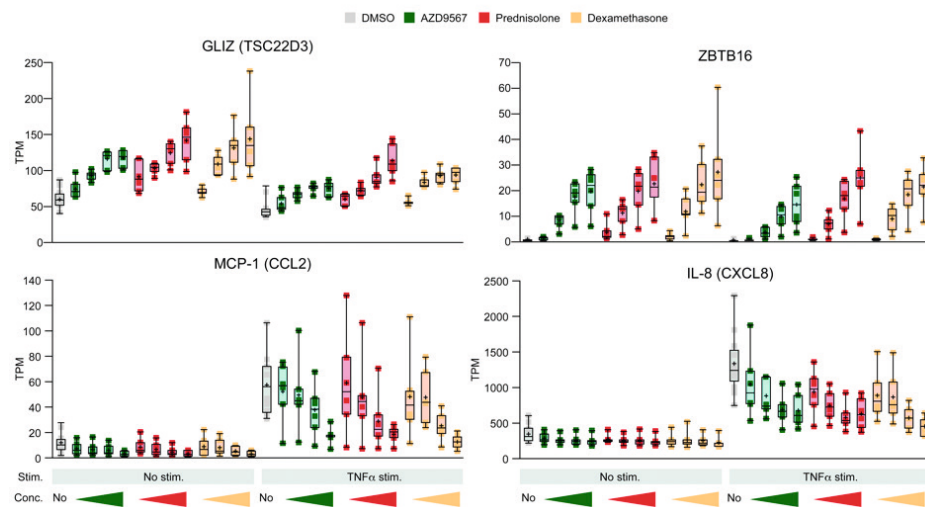 DMSO AZD9567 Prednisolone Dexamethasone
GLIZ (TSC22D3)
250
200
150
100
50
0
TPM
ZBTB16
70
60
50
40
30
20
10
0
TPM
MCP-1 (CCL2)
140
120
100
80
60
40
20
0
TPM
IL-8 (CXCL8)
2500
2000
1500
1000
500
0
TPM
Stim. No stim. TNFα stim. No stim. TNFα stim.
Conc. No No No No